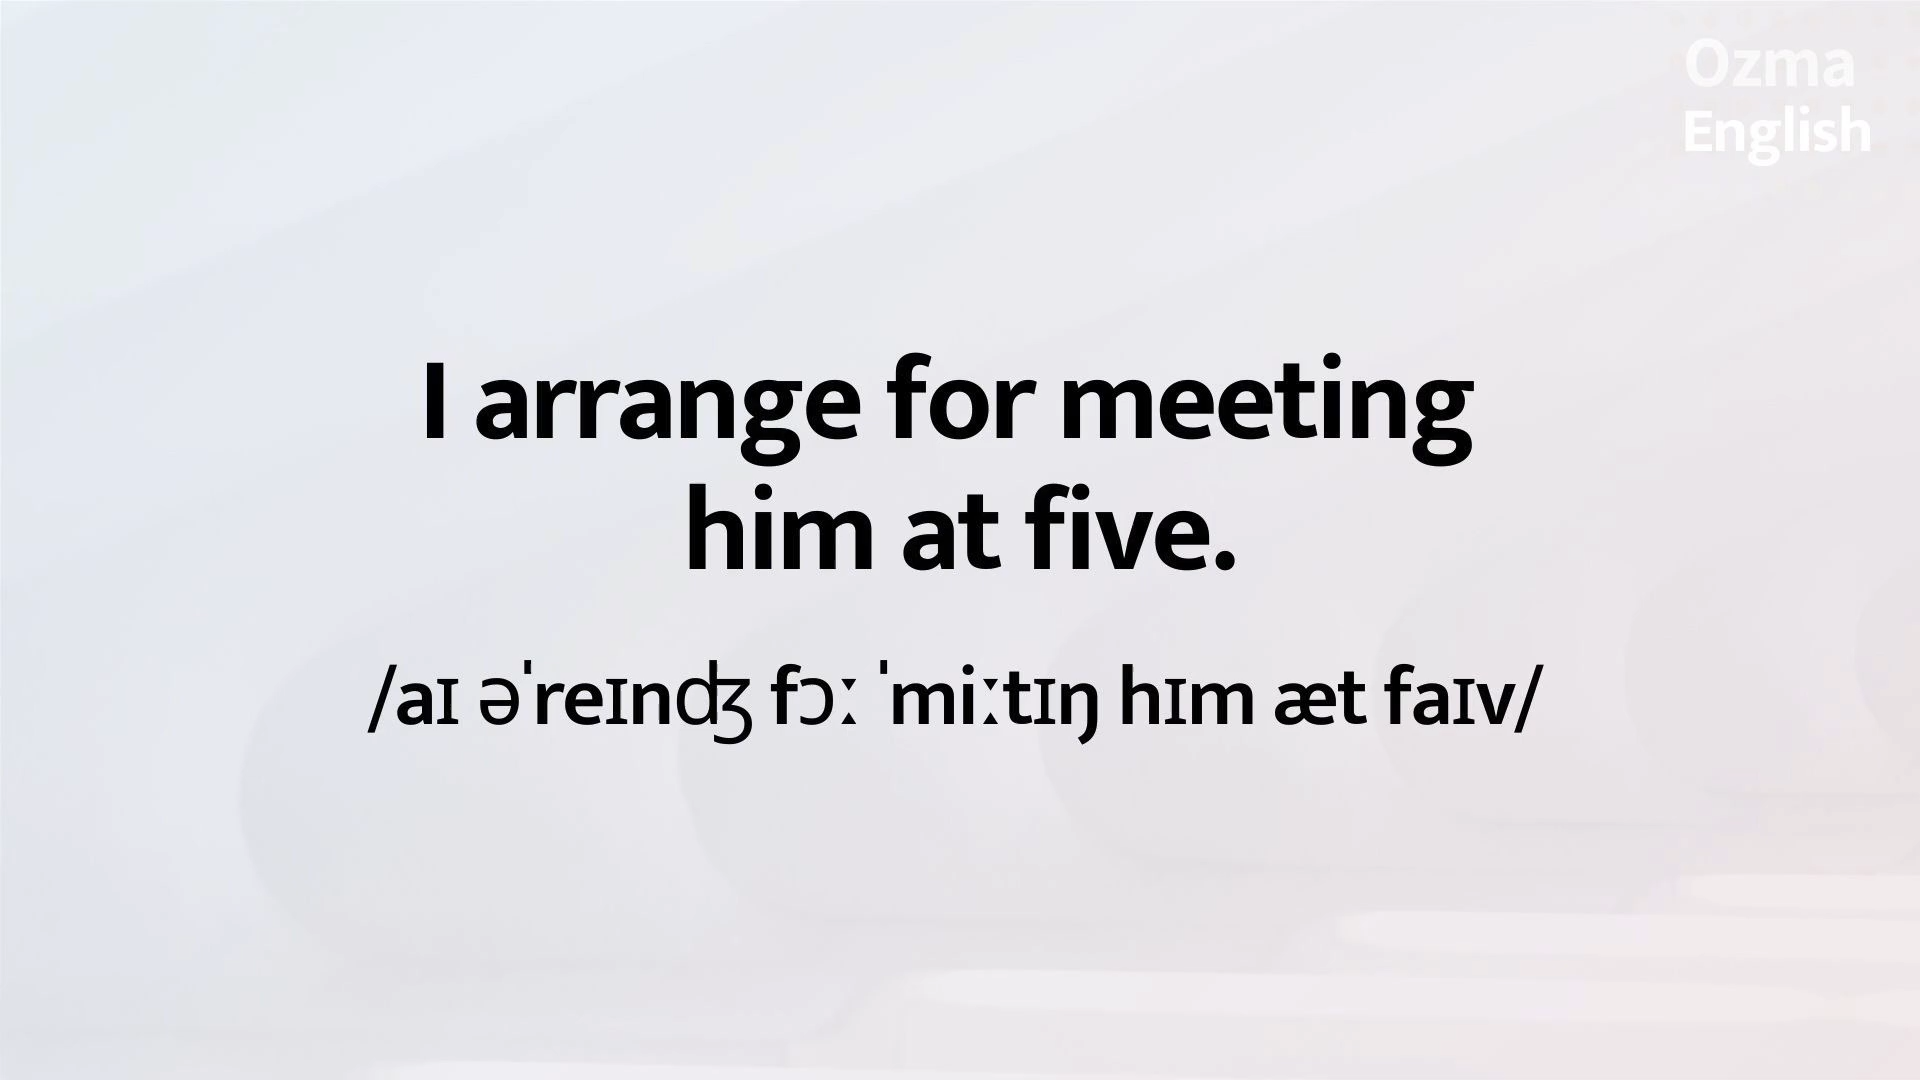 Ozma
English
I arrange for meeting
him at five.
/aɪ əˈreɪnʤ fɔː ˈmiːtɪŋ hɪm æt faɪv/